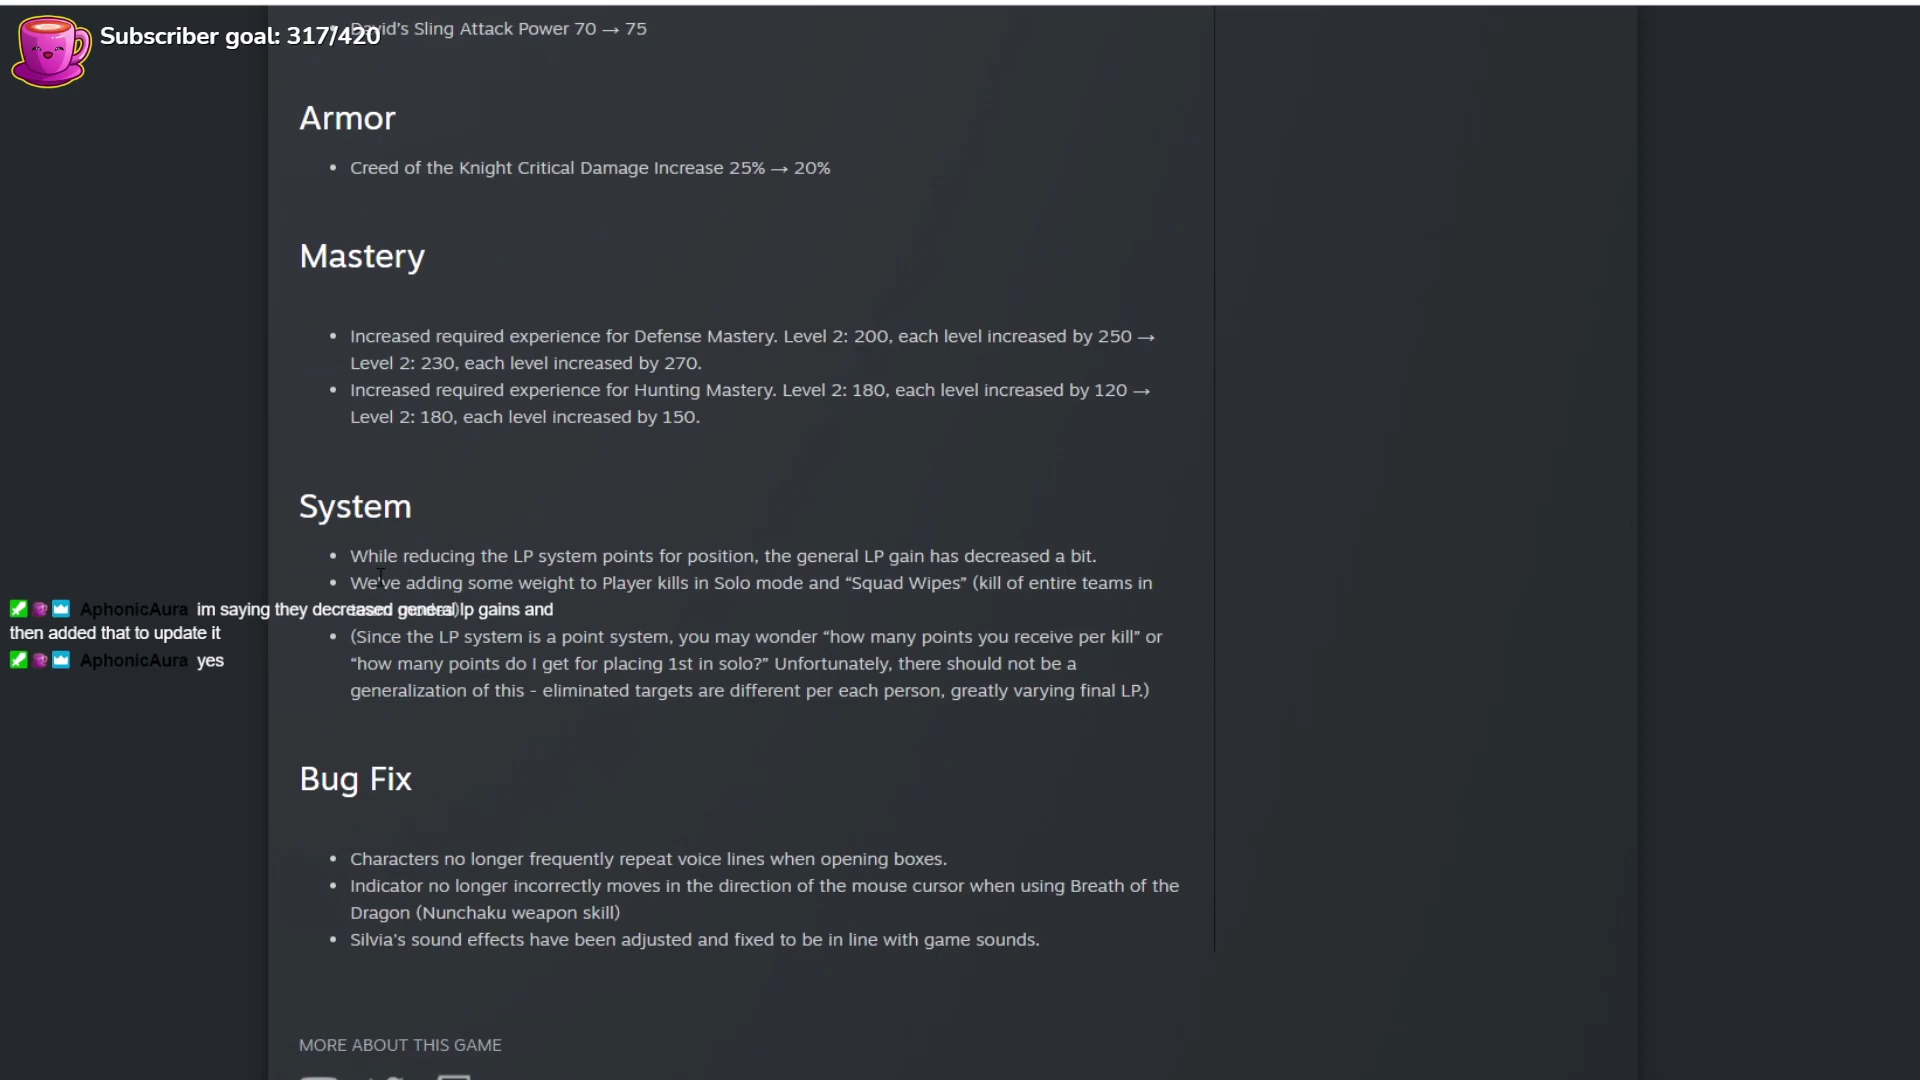 Subscriber goal: 317/420
David's Sling Attack Power 70 → 75
Armor
• Creed of the Knight Critical Damage Increase 25% → 20%
Mastery
• Increased required experience for Defense Mastery. Level 2: 200, each level increased by 250 →
Level 2: 230, each level increased by 270.
• Increased required experience for Hunting Mastery. Level 2: 180, each level increased by 120 →
Level 2: 180, each level increased by 150.
System
• While reducing the LP system points for position, the general LP gain has decreased a bit.
• We've adding some weight to Player kills in Solo mode and “Squad Wipes” (kill of entire teams in
AphonicAura im saying they decreased general lp gains and
then added that to update it
• (Since the LP system is a point system, you may wonder “how many points you receive per kill” or
AphonicAura yes
“how many points do I get for placing 1st in solo?” Unfortunately, there should not be a
generalization of this - eliminated targets are different per each person, greatly varying final LP.)
Bug Fix
• Characters no longer frequently repeat voice lines when opening boxes.
• Indicator no longer incorrectly moves in the direction of the mouse cursor when using Breath of the
Dragon (Nunchaku weapon skill)
• Silvia's sound effects have been adjusted and fixed to be in line with game sounds.
MORE ABOUT THIS GAME